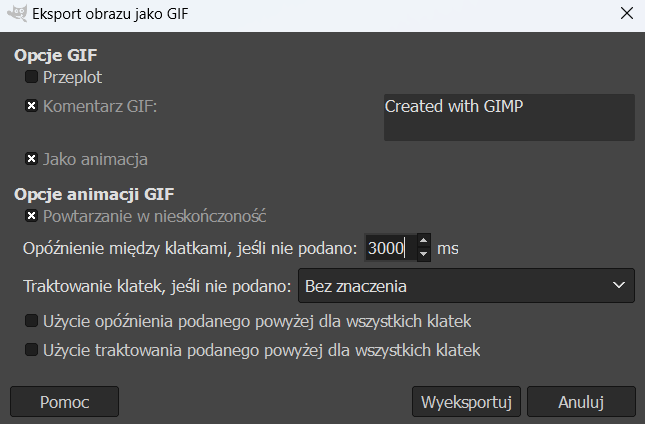 Eksport obrazu jako GIF
Opcje GIF
Przeplot
Komentarz GIF:
Created with GIMP
Jako animacja
Opcje animacji GIF
Powtarzanie w nieskończoność
Opóźnienie między klatkami, jeśli nie podano: 3000 ms
Traktowanie klatek, jeśli nie podano: Bez znaczenia
Użycie opóźnienia podanego powyżej dla wszystkich klatek
Użycie traktowania podanego powyżej dla wszystkich klatek
Pomoc Wyeksportuj Anuluj